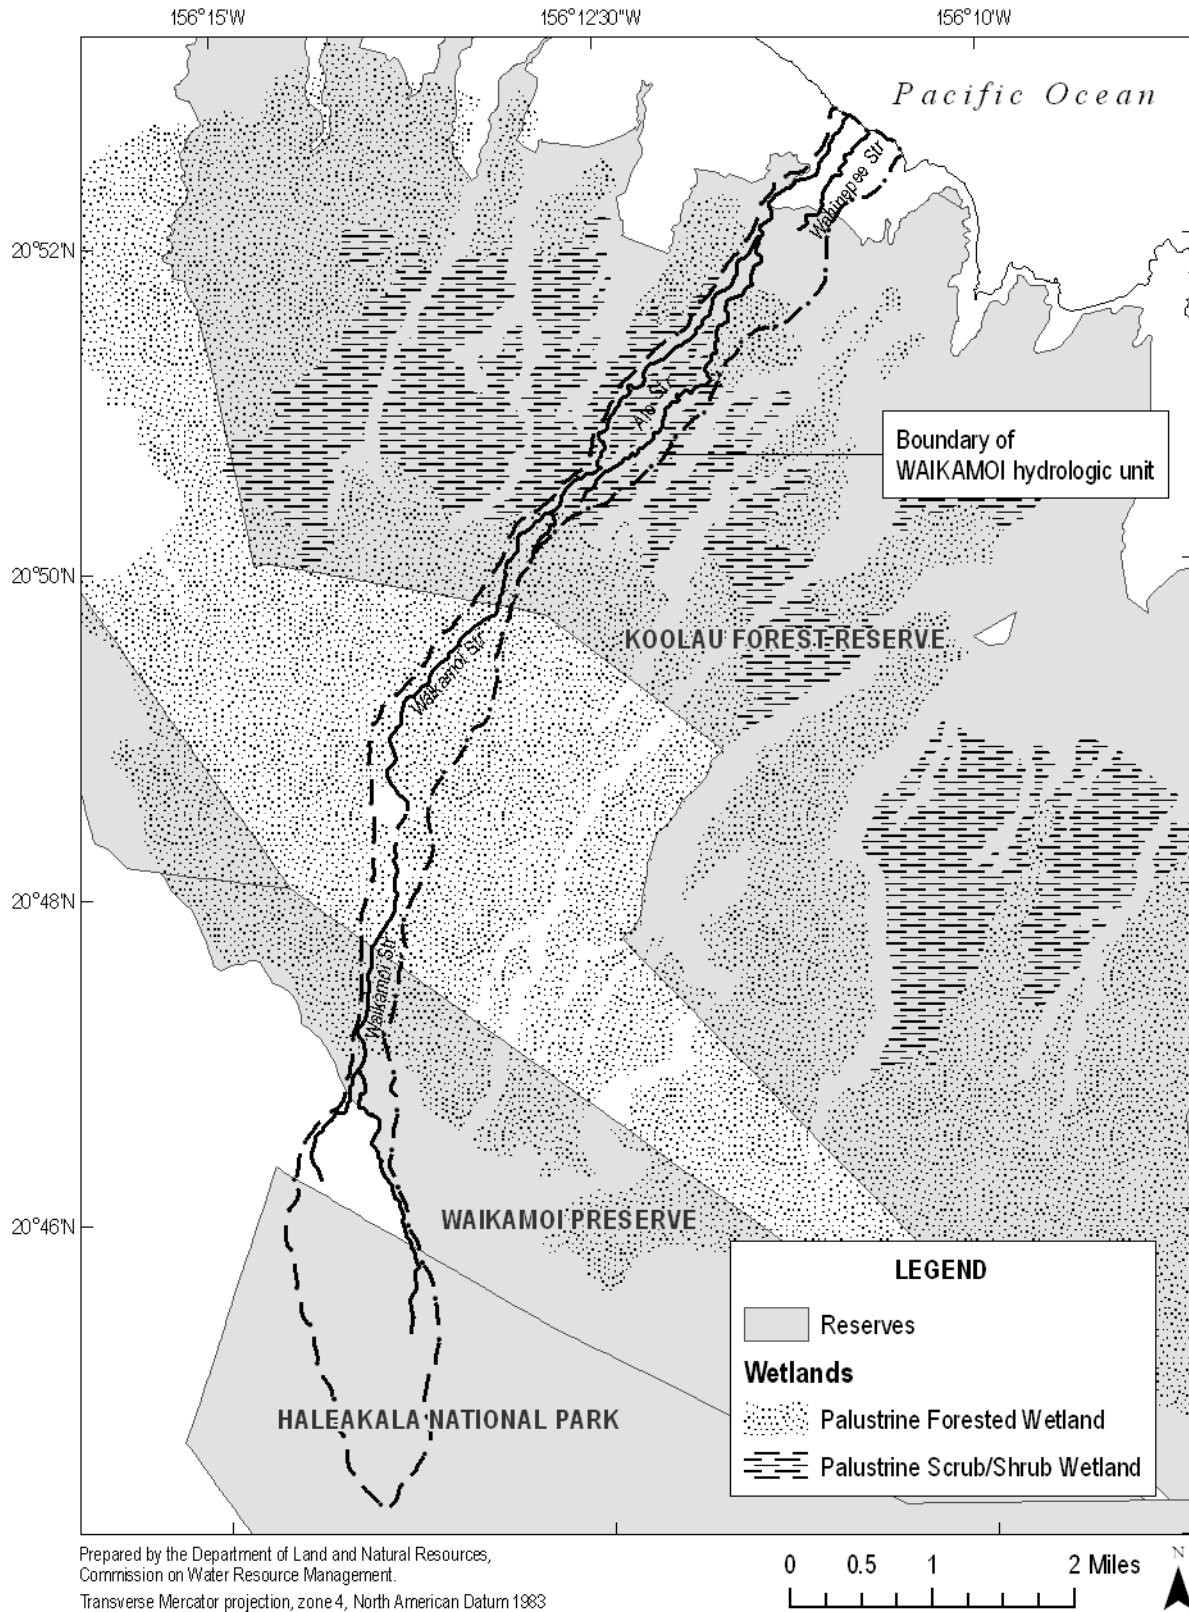 156°15'W
156°12'30"W
156°10'W
Pacific Ocean
Wahinepee Str
20°52'N
Alo Str
Boundary of
WAIKAMOI hydrologic unit
20°50'N
KOOLAU FOREST RESERVE
Waikamoi Str
20°48'N
Waikamoi Str
20°46'N
WAIKAMOI PRESERVE
LEGEND
Reserves
Wetlands
HALEAKALA NATIONAL PARK
Palustrine Forested Wetland
Palustrine Scrub/Shrub Wetland
Prepared by the Department of Land and Natural Resources,
Commission on Water Resource Management.
Transverse Mercator projection, zone 4, North American Datum 1983
0 0.5 1 2 Miles
N